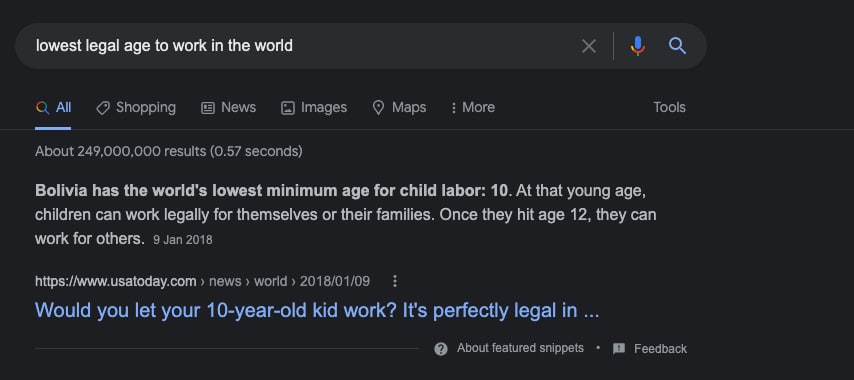 lowest legal age to work in the world
All Shopping News Images Maps More Tools
About 249,000,000 results (0.57 seconds)
Bolivia has the world's lowest minimum age for child labor: 10. At that young age,
children can work legally for themselves or their families. Once they hit age 12, they can
work for others. 9 Jan 2018
https://www.usatoday.com › news › world › 2018/01/09
Would you let your 10-year-old kid work? It's perfectly legal in ...
About featured snippets • Feedback